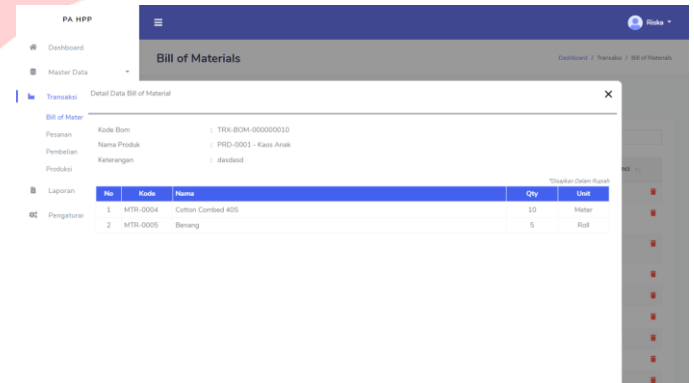 PA HPP
Riska
Dashboard
Bill of Materials
Dashboard / Transaksi / Bill of Materials
Master Data
Transaksi
Detail Data Bill of Material
Bill of Mater
Pesanan
Pembelian
Produksi
Laporan
Pengaturan
Kode Bom : TRX-BOM-000000010
Nama Produk : PRD-0001 - Kaos Anak
Keterangan : dasdasd
*Disajikan Dalam Rupiah
No Kode Nama Qty Unit
1 MTR-0004 Cotton Combed 40S 10 Meter
2 MTR-0005 Benang 5 Roll